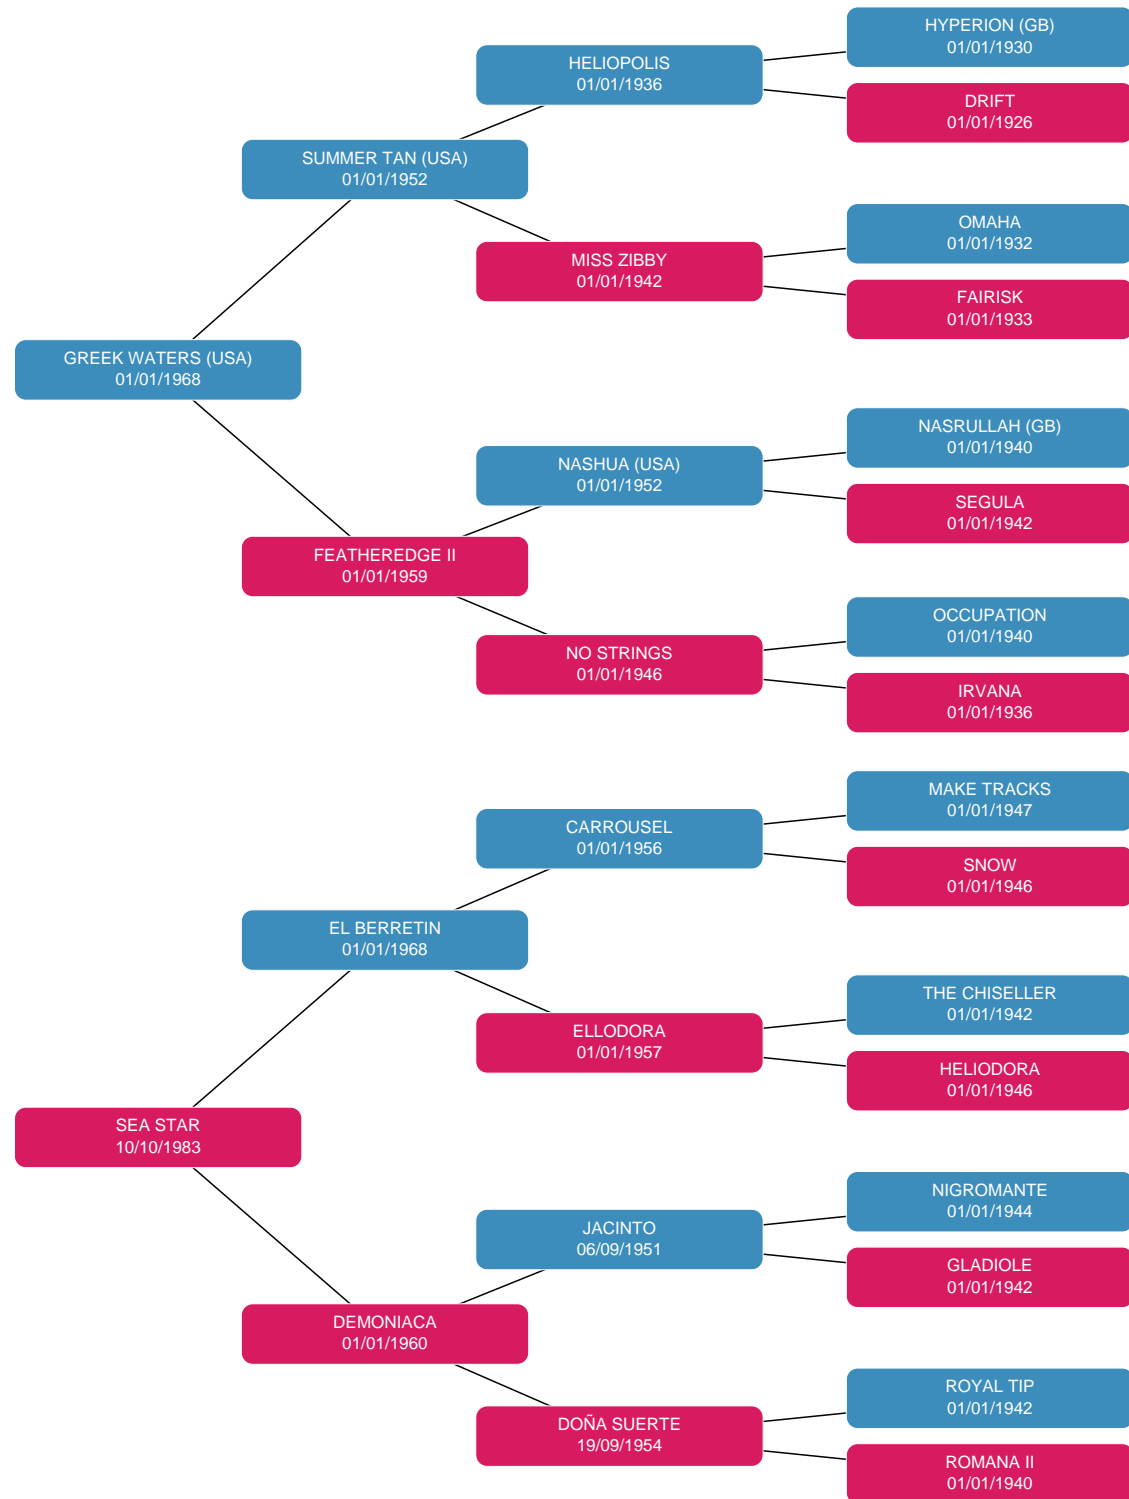 HYPERION (GB)
01/01/1930
HELIOPOLIS
01/01/1936
DRIFT
01/01/1926
SUMMER TAN (USA)
01/01/1952
OMAHA
01/01/1932
MISS ZIBBY
01/01/1942
FAIRISK
01/01/1933
GREEK WATERS (USA)
01/01/1968
NASRULLAH (GB)
01/01/1940
NASHUA (USA)
01/01/1952
SEGULA
01/01/1942
FEATHEREDGE II
01/01/1959
OCCUPATION
01/01/1940
NO STRINGS
01/01/1946
IRVANA
01/01/1936
MAKE TRACKS
01/01/1947
CARROUSEL
01/01/1956
SNOW
01/01/1946
EL BERRETIN
01/01/1968
THE CHISELLER
01/01/1942
ELLODORA
01/01/1957
HELIODORA
01/01/1946
SEA STAR
10/10/1983
NIGROMANTE
01/01/1944
JACINTO
06/09/1951
GLADIOLE
01/01/1942
DEMONIACA
01/01/1960
ROYAL TIP
01/01/1942
DOÑA SUERTE
19/09/1954
ROMANA II
01/01/1940